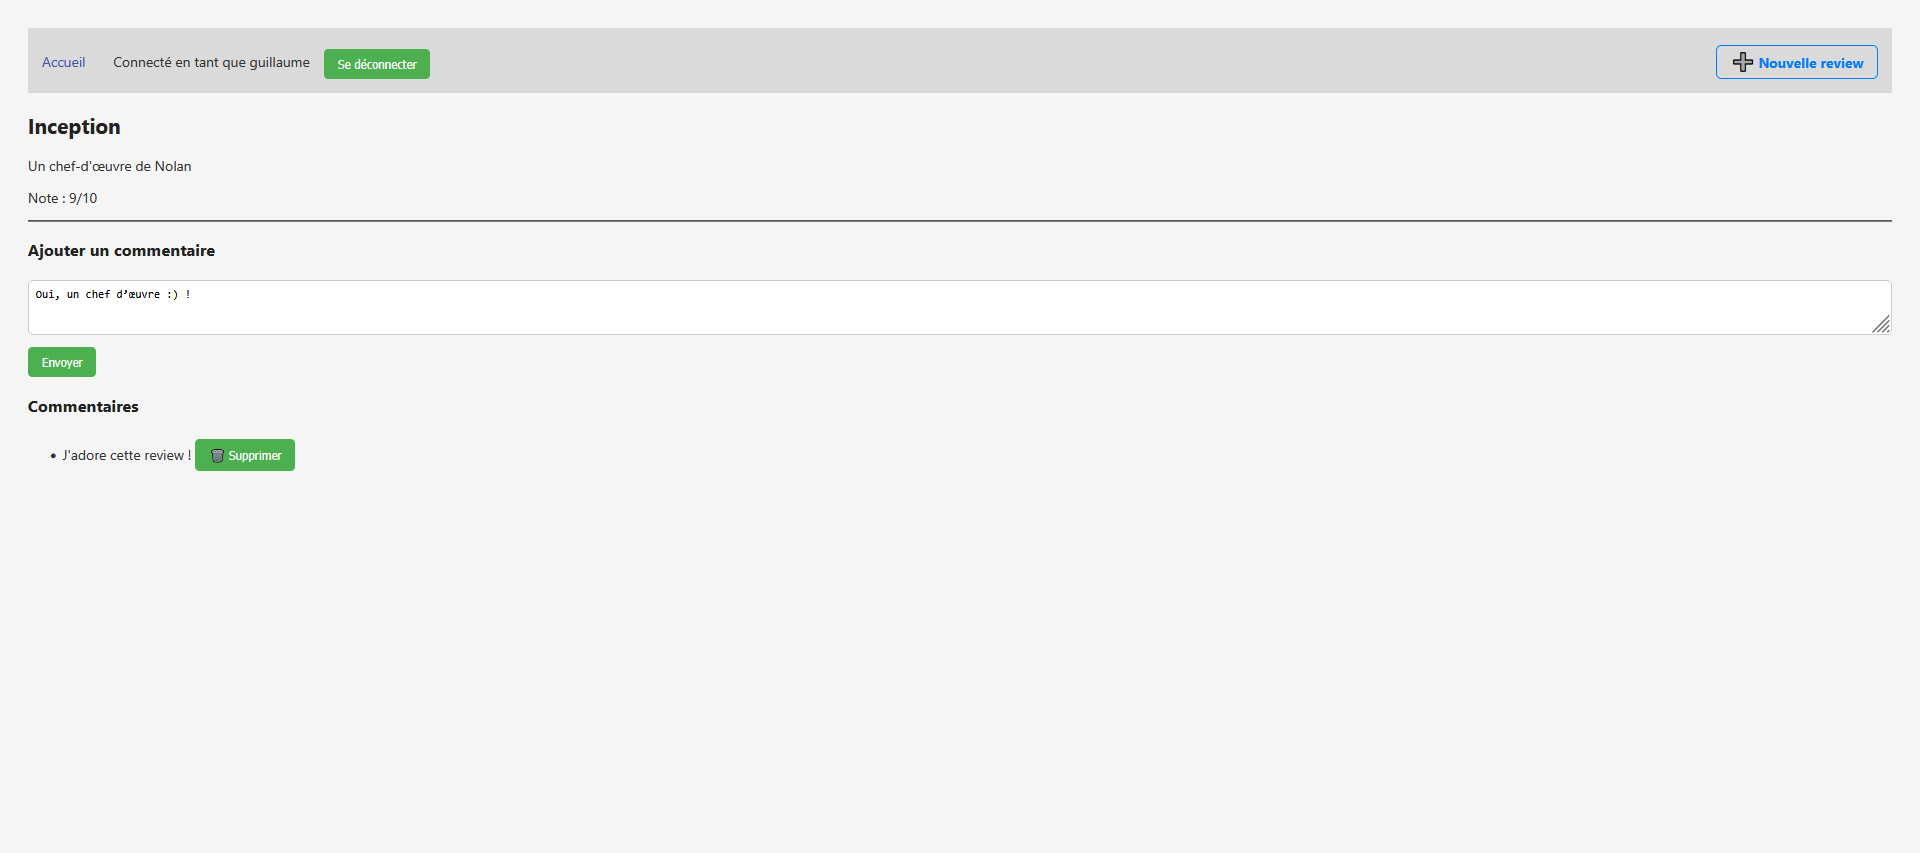 Accueil Connecté en tant que guillaume Se déconnecter Nouvelle review
Inception
Un chef-d'œuvre de Nolan
Note : 9/10
Ajouter un commentaire
Oui, un chef d’œuvre :) !
Envoyer
Commentaires
• J'adore cette review ! Supprimer